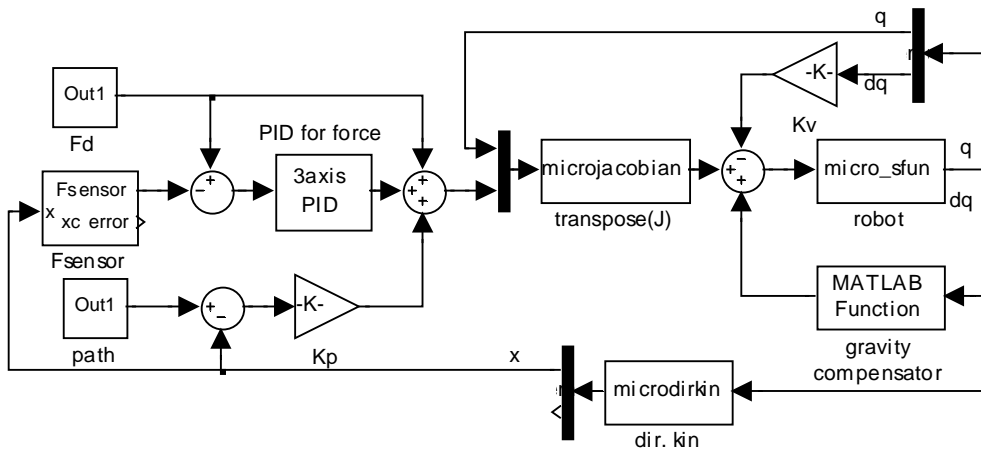 q
Out1
Fd
-K-
dq
Kv
PID for force
3axis
PID
microjacobian
transpose(J)
micro_sfun
robot
q
dq
Fsensor
x
xc error
Fsensor
Out1
path
-K-
Kp
MATLAB
Function
gravity
compensator
x
microdirkin
dir. kin